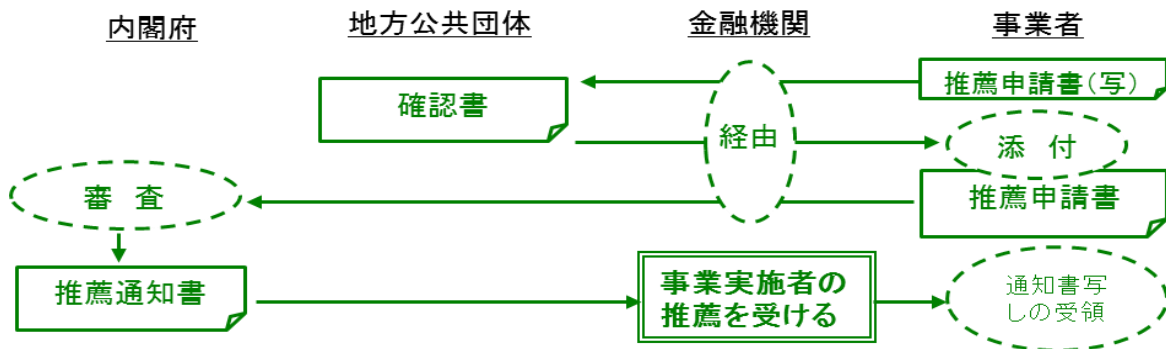 内閣府
地方公共団体
金融機関
事業者
推薦申請書(写)
確認書
経由
添 付
審 査
推薦申請書
推薦通知書
事業実施者の
推薦を受ける
通知書写
しの受領